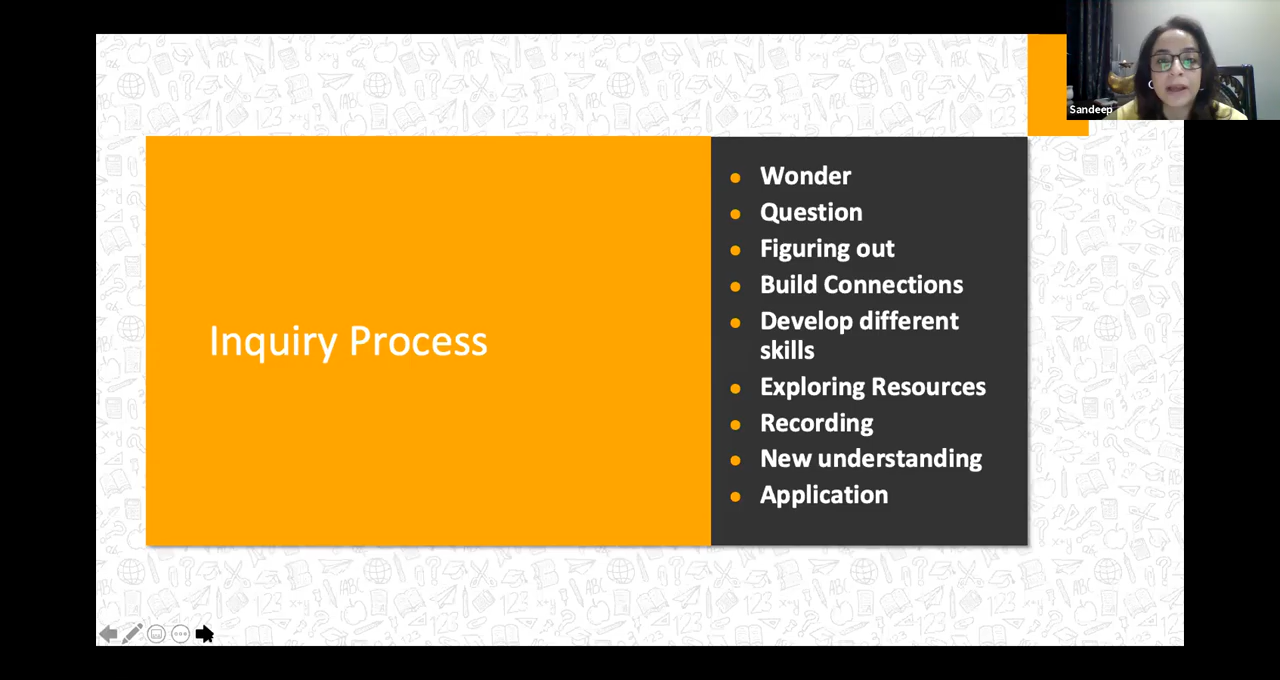 Sandeep
Inquiry Process
Wonder
Question
Figuring out
Build Connections
Develop different
skills
Exploring Resources
Recording
New understanding
Application